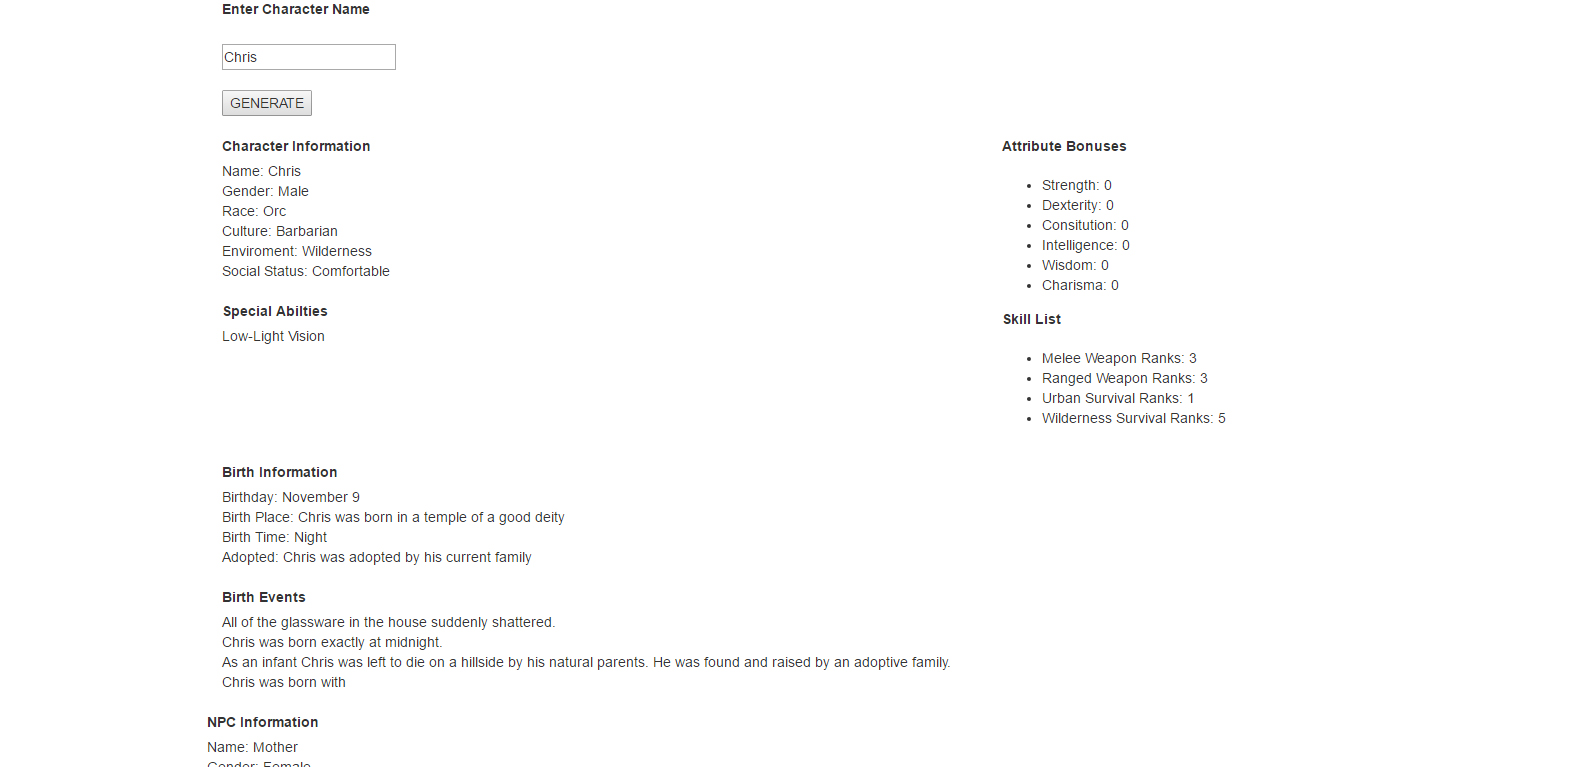 Enter Character Name
Chris
GENERATE
Character Information
Name: Chris
Gender: Male
Race: Orc
Culture: Barbarian
Enviroment: Wilderness
Social Status: Comfortable
Special Abilties
Low-Light Vision
Attribute Bonuses
Strength: 0
Dexterity: 0
Consitution: 0
Intelligence: 0
Wisdom: 0
Charisma: 0
Skill List
Melee Weapon Ranks: 3
Ranged Weapon Ranks: 3
Urban Survival Ranks: 1
Wilderness Survival Ranks: 5
Birth Information
Birthday: November 9
Birth Place: Chris was born in a temple of a good deity
Birth Time: Night
Adopted: Chris was adopted by his current family
Birth Events
All of the glassware in the house suddenly shattered.
Chris was born exactly at midnight.
As an infant Chris was left to die on a hillside by his natural parents. He was found and raised by an adoptive family.
Chris was born with
NPC Information
Name: Mother
Gender: Female